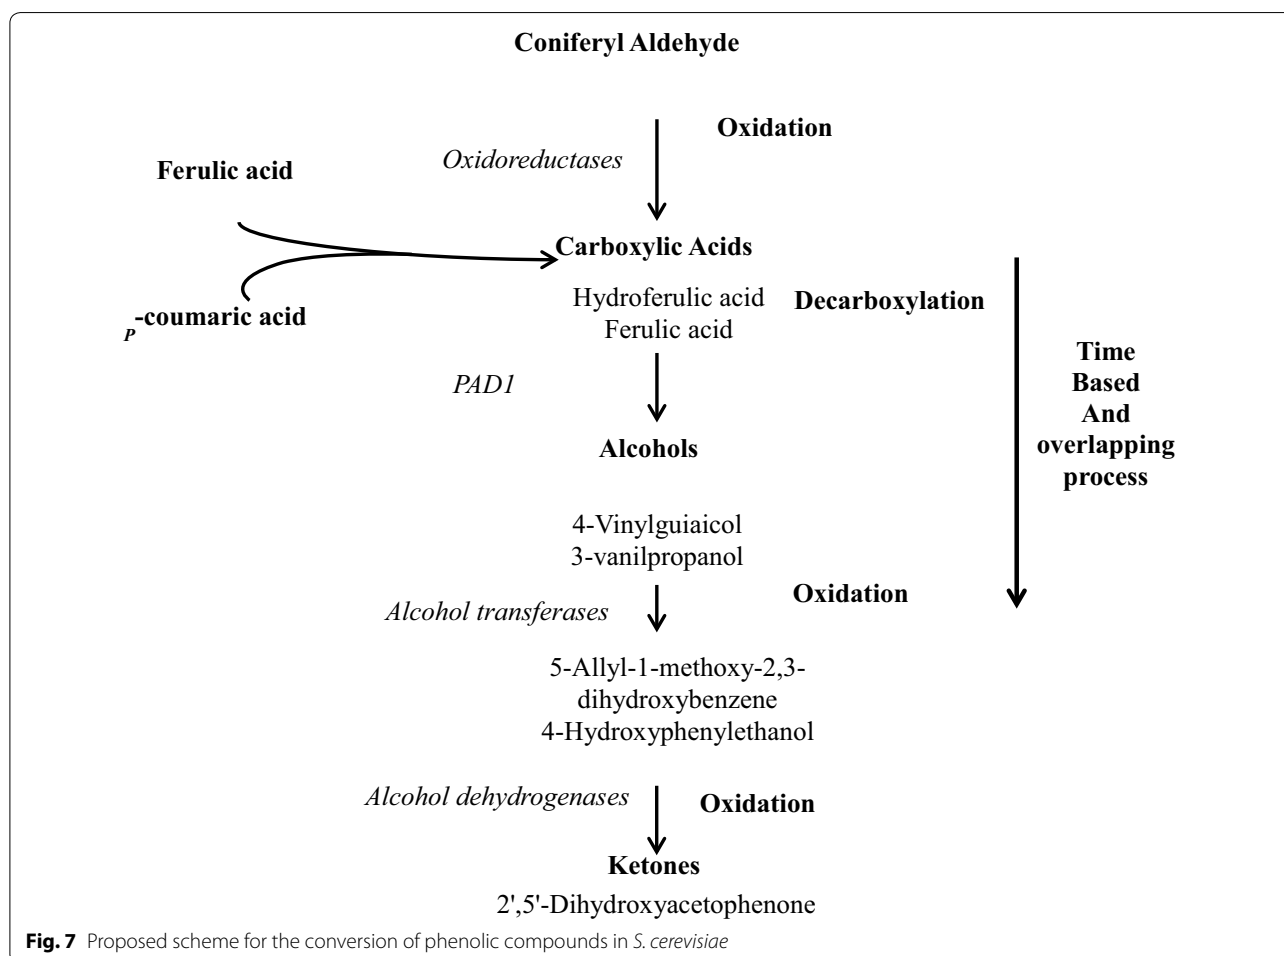 Coniferyl Aldehyde
Oxidation
Oxidoreductases
Ferulic acid
Carboxylic Acids
Hydroferulic acid
Decarboxylation
P-coumaric acid
Ferulic acid
Time
Based
And
overlapping
process
PAD1
Alcohols
4-Vinylguiaicol
3-vanilpropanol
Oxidation
Alcohol transferases
5-Allyl-1-methoxy-2,3-
dihydroxybenzene
4-Hydroxyphenylethanol
Alcohol dehydrogenases
Oxidation
Ketones
2',5'-Dihydroxyacetophenone
Fig. 7 Proposed scheme for the conversion of phenolic compounds in S. cerevisiae